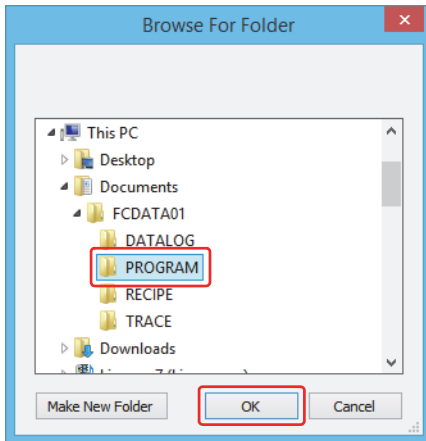 Browse For Folder
This PC
Desktop
Documents
FCDATA01
DATALOG
PROGRAM
RECIPE
TRACE
Downloads
Make New Folder OK Cancel